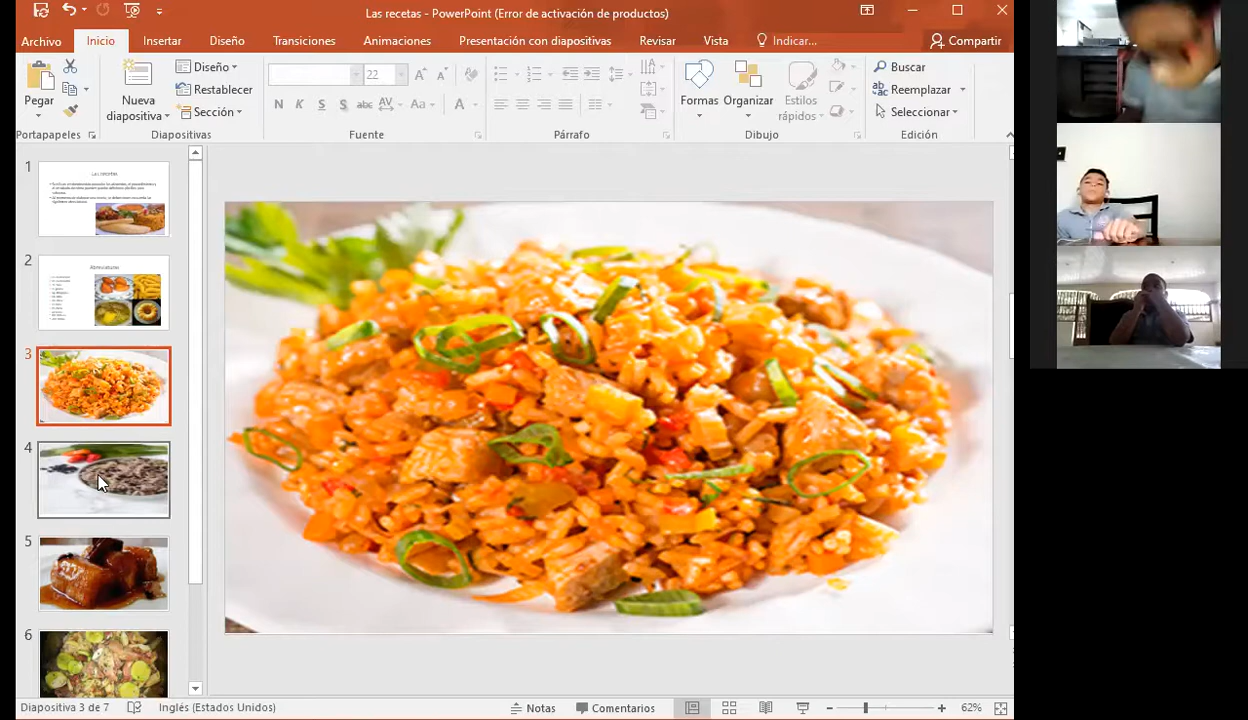 Las recetas - PowerPoint (Error de activación de productos)
Archivo Inicio Insertar Diseño Transiciones Animaciones Presentación con diapositivas Revisar Vista Indicar... Compartir
Pegar
Nueva diapositiva
Diseño
Restablecer
Sección
22
N K S S abc AV Aa A
Formas
Organizar
Estilos rápidos
Buscar
Reemplazar
Seleccionar
Portapapeles Diapositivas Fuente Párrafo Dibujo Edición
1
Las recetas
2
3
4
5
6
Diapositiva 3 de 7 Inglés (Estados Unidos) Notas Comentarios 62%